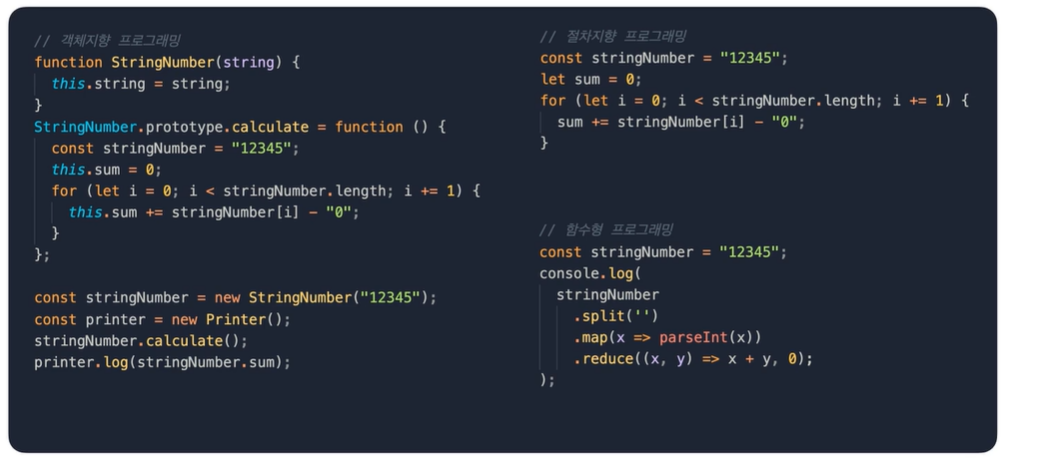 // 객체지향 프로그래밍
function StringNumber(string) {
  this.string = string;
}
StringNumber.prototype.calculate = function () {
  const stringNumber = "12345";
  this.sum = 0;
  for (let i = 0; i < stringNumber.length; i += 1) {
    this.sum += stringNumber[i] - "0";
  }
};

const stringNumber = new StringNumber("12345");
const printer = new Printer();
stringNumber.calculate();
printer.log(stringNumber.sum);

// 절차지향 프로그래밍
const stringNumber = "12345";
let sum = 0;
for (let i = 0; i < stringNumber.length; i += 1) {
  sum += stringNumber[i] - "0";
}

// 함수형 프로그래밍
const stringNumber = "12345";
console.log(
  stringNumber
    .split('')
    .map(x => parseInt(x))
    .reduce((x, y) => x + y, 0);
);